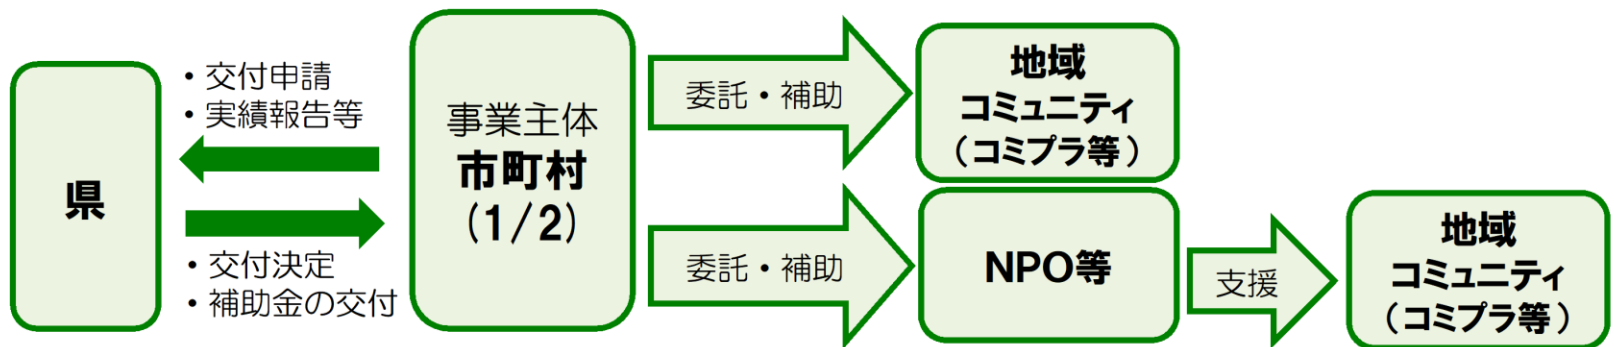 県
・交付申請
・実績報告等
・交付決定
・補助金の交付
事業主体
市町村
(1/2)
委託・補助
地域
コミュニティ
（コミプラ等）
委託・補助
NPO等
支援
地域
コミュニティ
（コミプラ等）